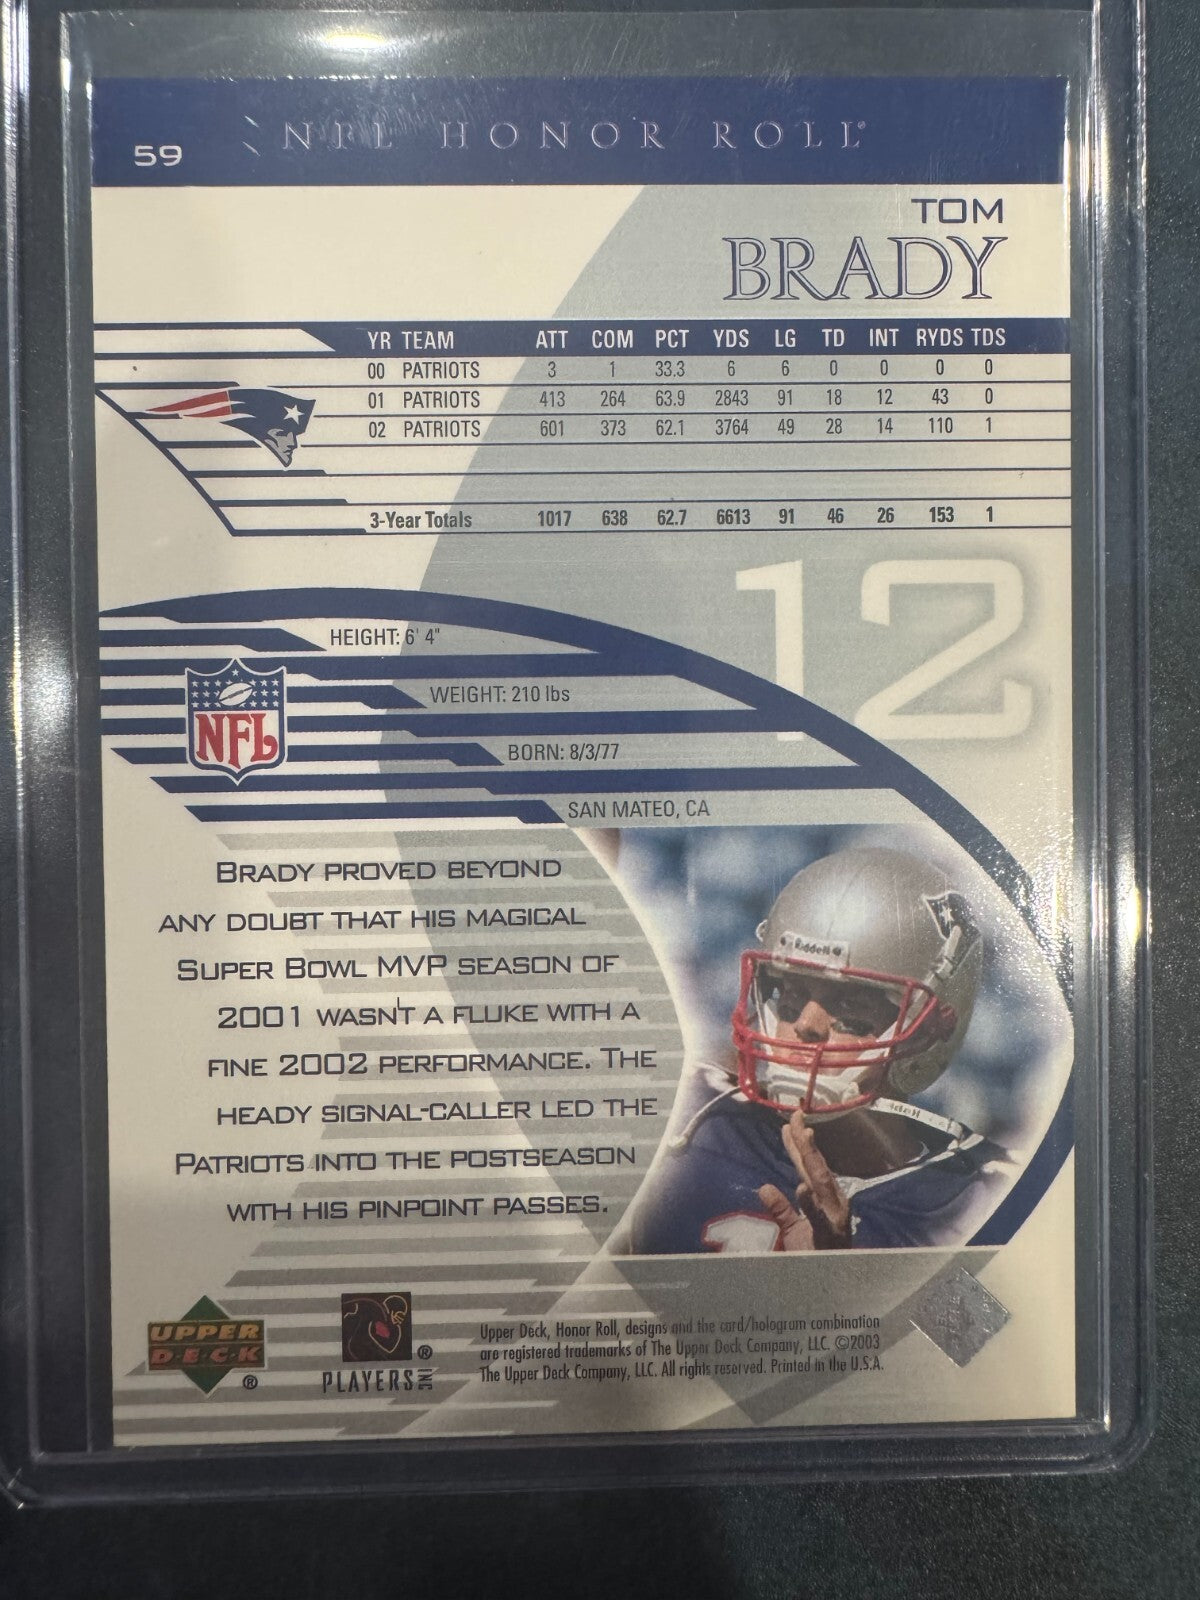 59 NFL HONOR ROLL®
TOM
BRADY
YR TEAM ATT COM PCT YDS LG TD INT RYDS TDS
00 PATRIOTS 3 1 33.3 6 6 0 0 0 0
01 PATRIOTS 413 264 63.9 2843 91 18 12 43 0
02 PATRIOTS 601 373 62.1 3764 49 28 14 110 1
3-Year Totals 1017 638 62.7 6613 91 46 26 153 1
12
HEIGHT: 6' 4"
NFL
WEIGHT: 210 lbs
BORN: 8/3/77
SAN MATEO, CA
BRADY PROVED BEYOND
ANY DOUBT THAT HIS MAGICAL
SUPER BOWL MVP SEASON OF
2001 WASN'T A FLUKE WITH A
FINE 2002 PERFORMANCE. THE
HEADY SIGNAL-CALLER LED THE
PATRIOTS INTO THE POSTSEASON
WITH HIS PINPOINT PASSES.
Riddell
UPPER
DECK®
PLAYERS INC®
Upper Deck, Honor Roll, designs and the card/hologram combination
are registered trademarks of The Upper Deck Company, LLC. ©2003
The Upper Deck Company, LLC. All rights reserved. Printed in the U.S.A.